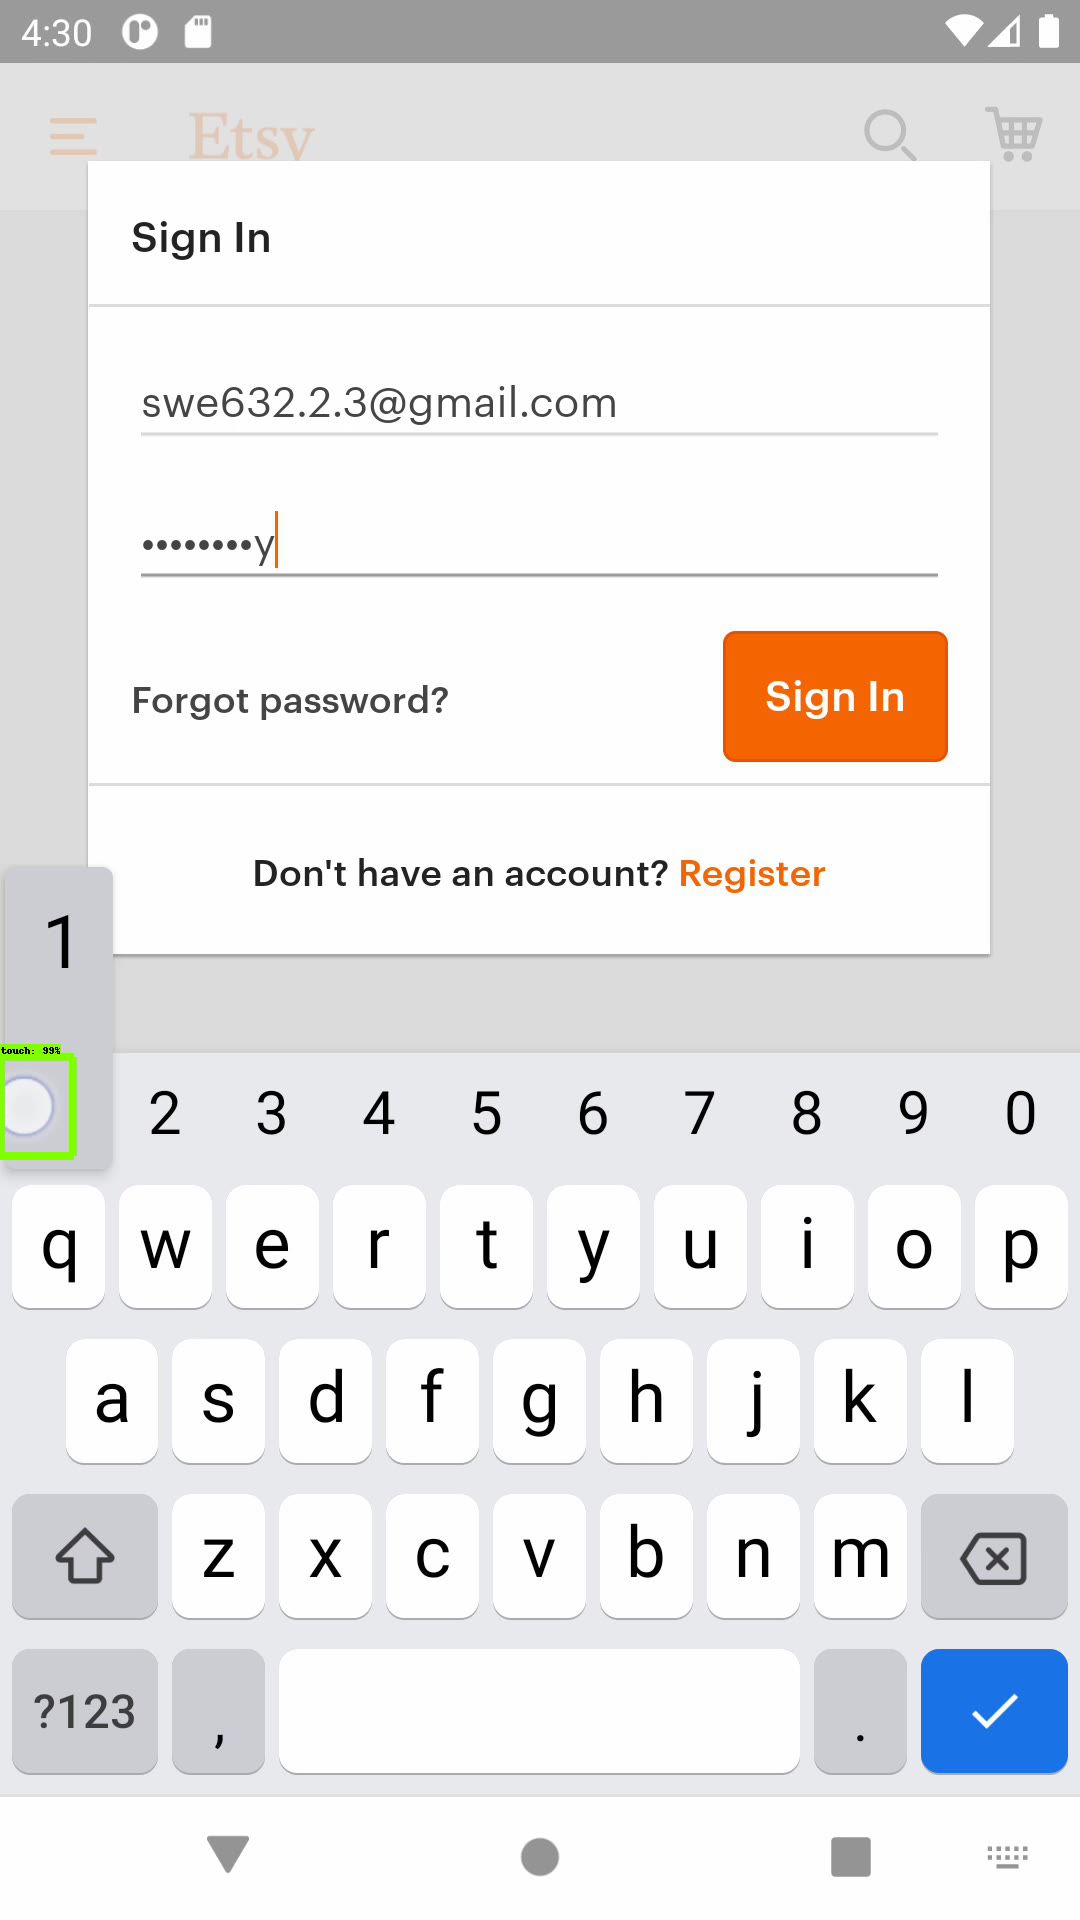 4:30
Etsy
Sign In
swe632.2.3@gmail.com
••••••••y
Forgot password?
Sign In
Don't have an account? Register
1
touch: 99%
2 3 4 5 6 7 8 9 0
q w e r t y u i o p
a s d f g h j k l
z x c v b n m
?123 , .